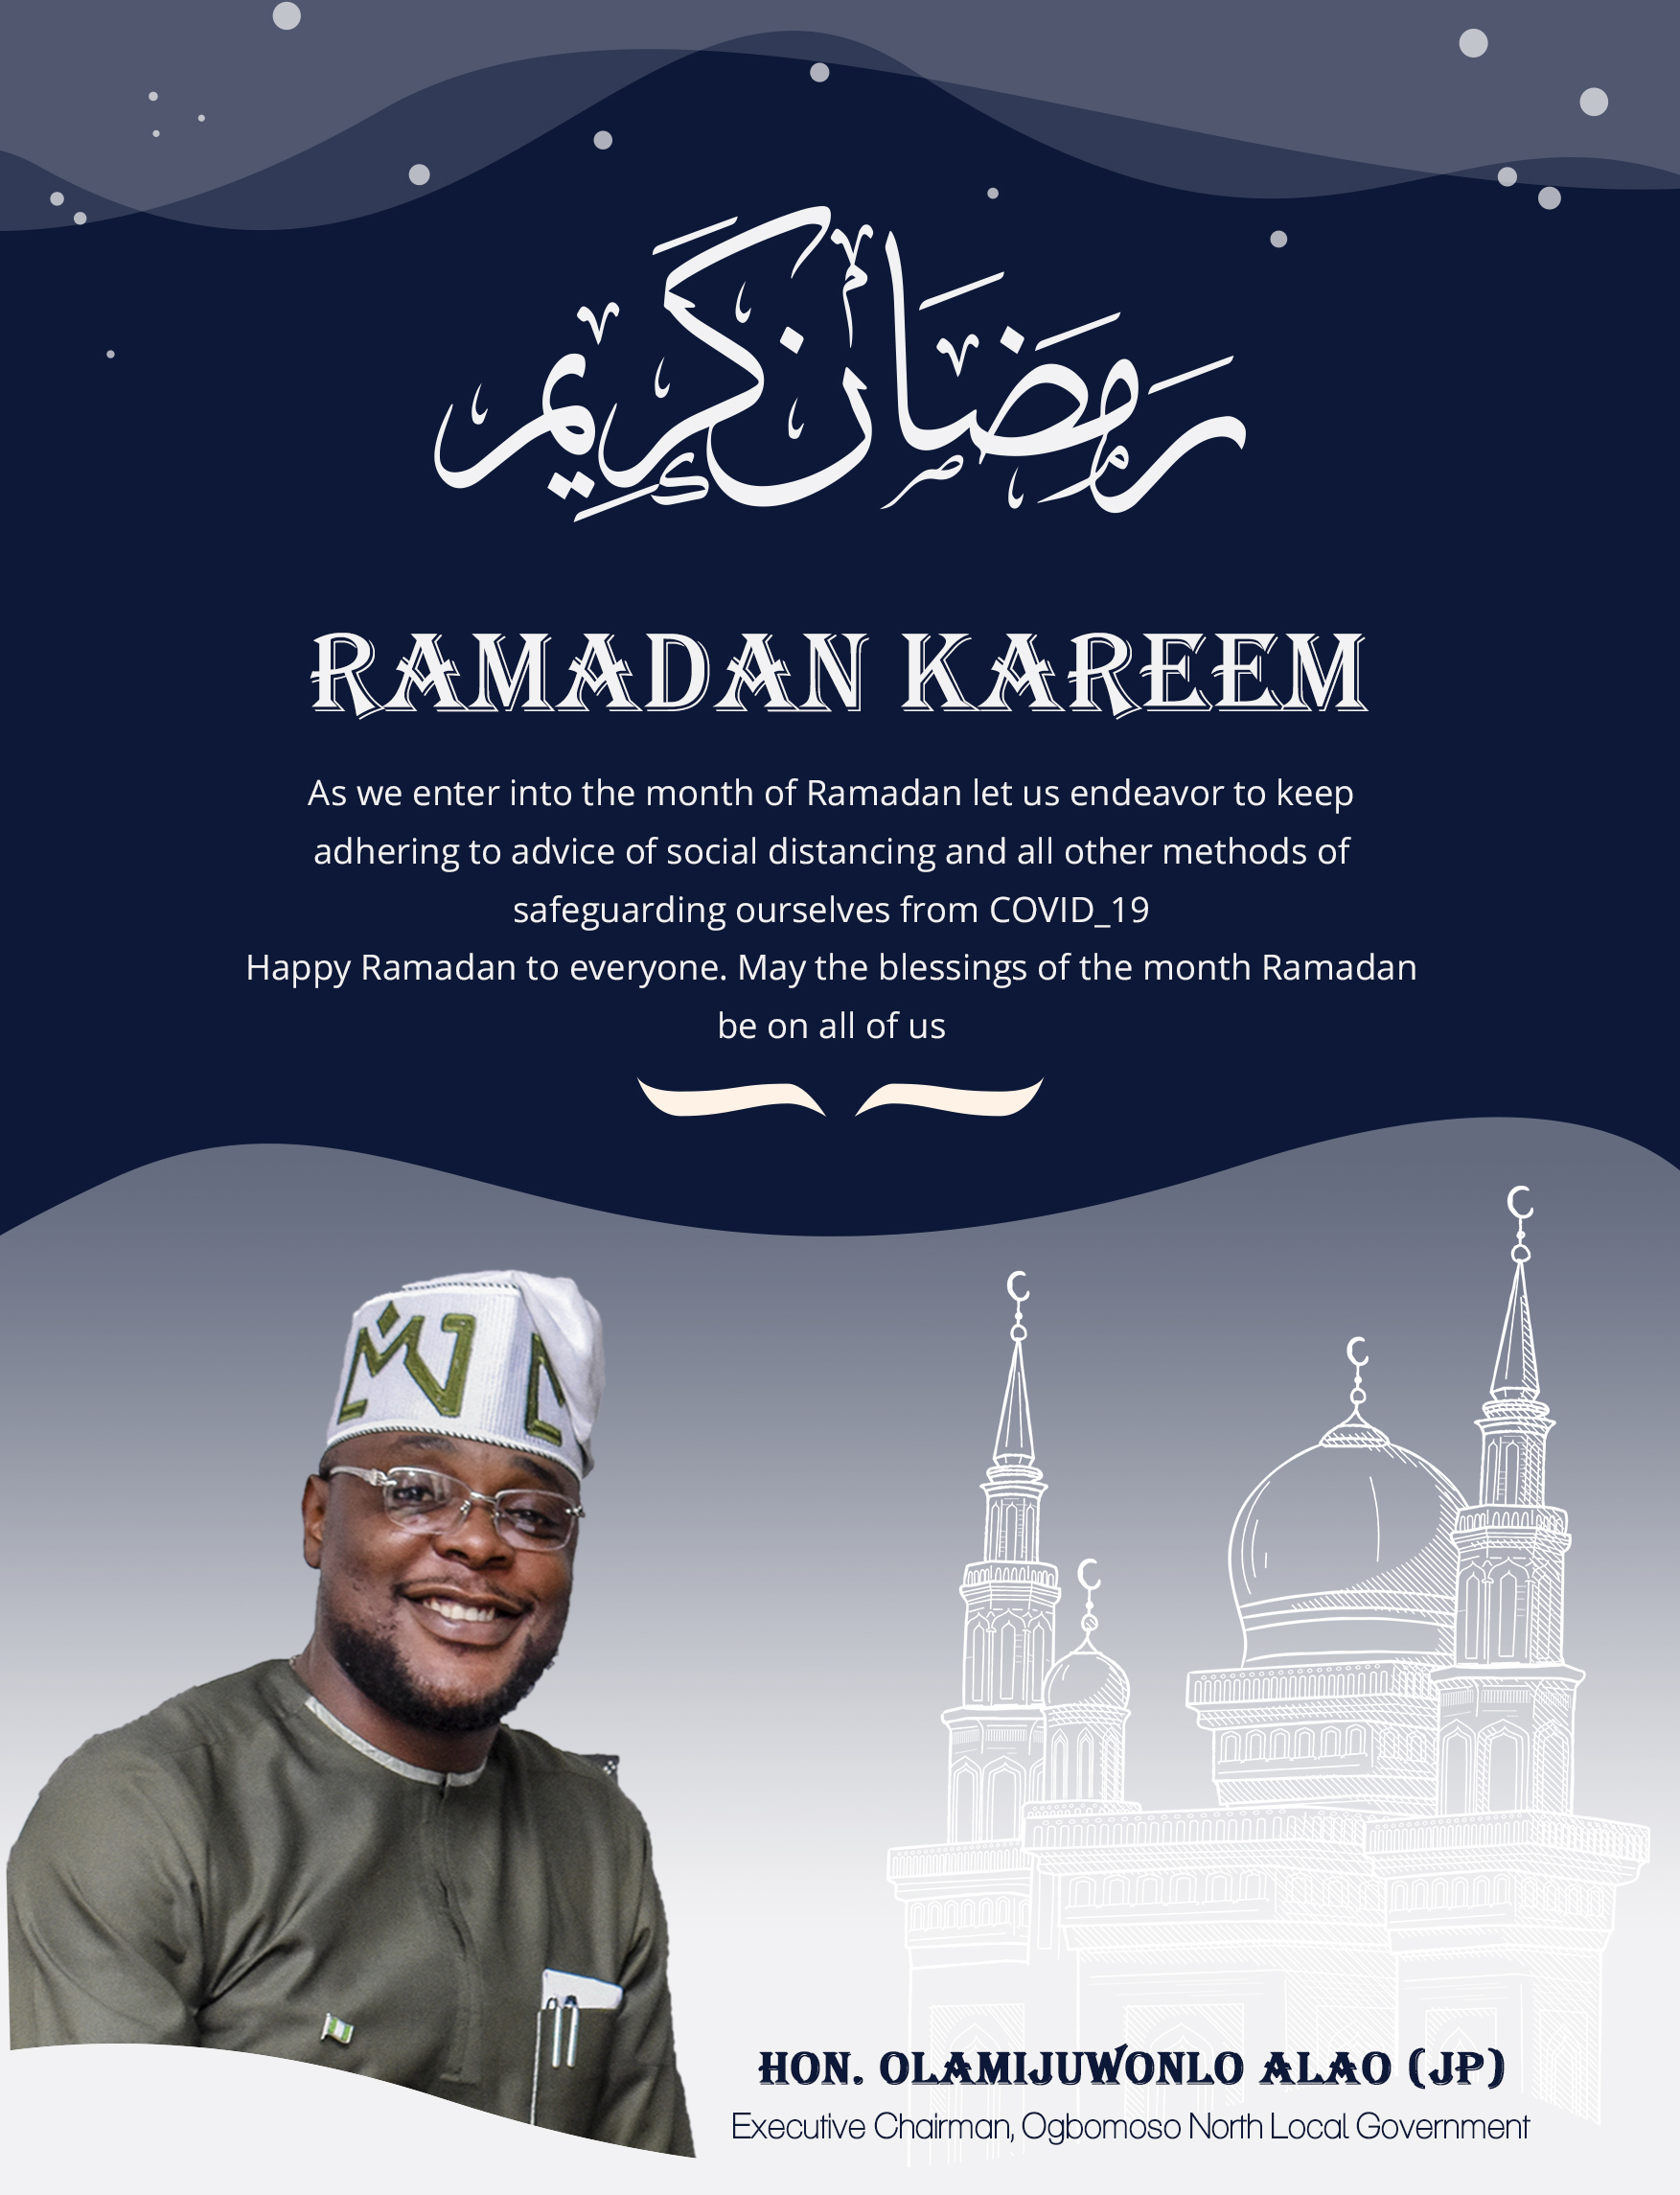 رمضان كريم
RAMADAN KAREEM
As we enter into the month of Ramadan let us endeavor to keep
adhering to advice of social distancing and all other methods of
safeguarding ourselves from COVID_19
Happy Ramadan to everyone. May the blessings of the month Ramadan
be on all of us
HON. OLAMIJUWONLO ALAO (JP)
Executive Chairman, Ogbomoso North Local Government